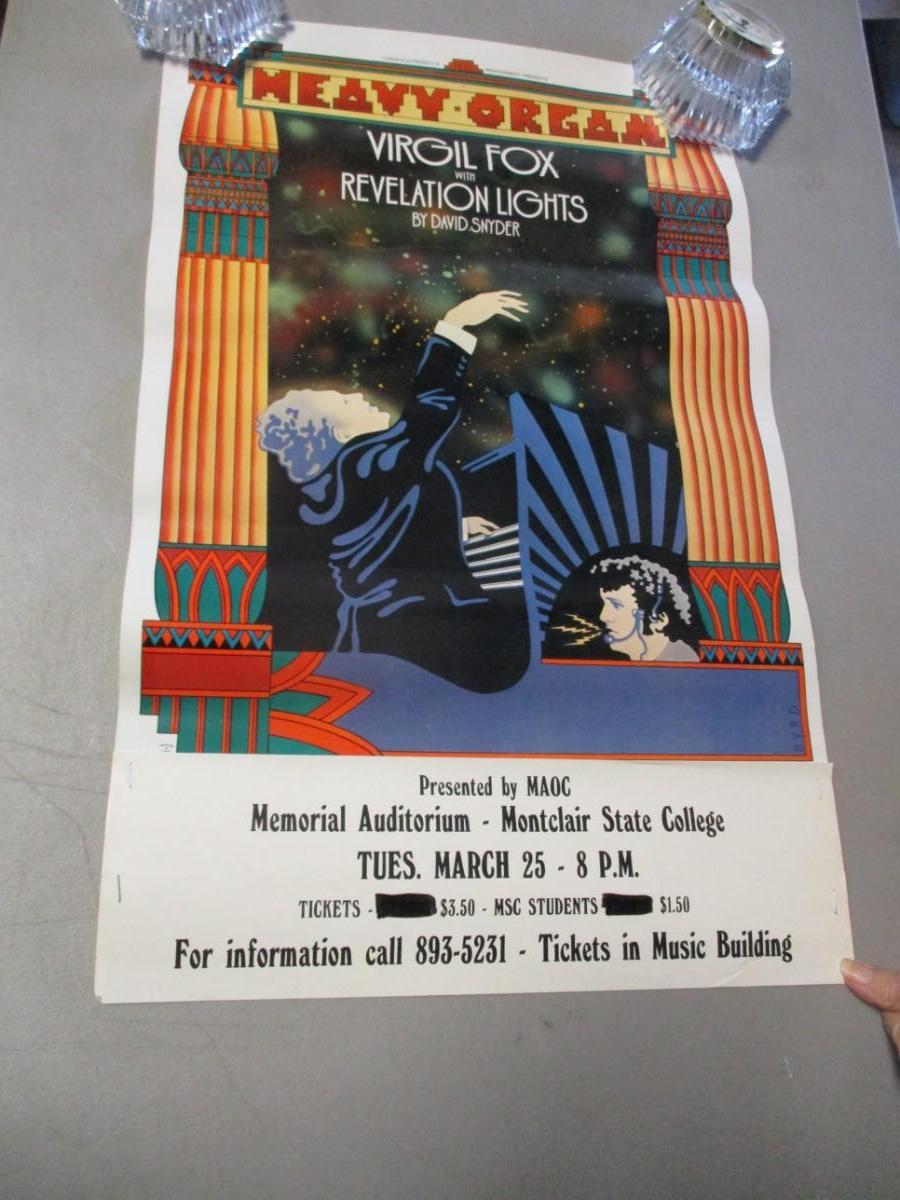 HEAVY·ORGAN
VIRGIL FOX
WITH
REVELATION LIGHTS
BY DAVID SNYDER
BYRD
Presented by MAOC
Memorial Auditorium - Montclair State College
TUES. MARCH 25 - 8 P.M.
TICKETS - $3.50 - MSC STUDENTS $1.50
For information call 893-5231 - Tickets in Music Building